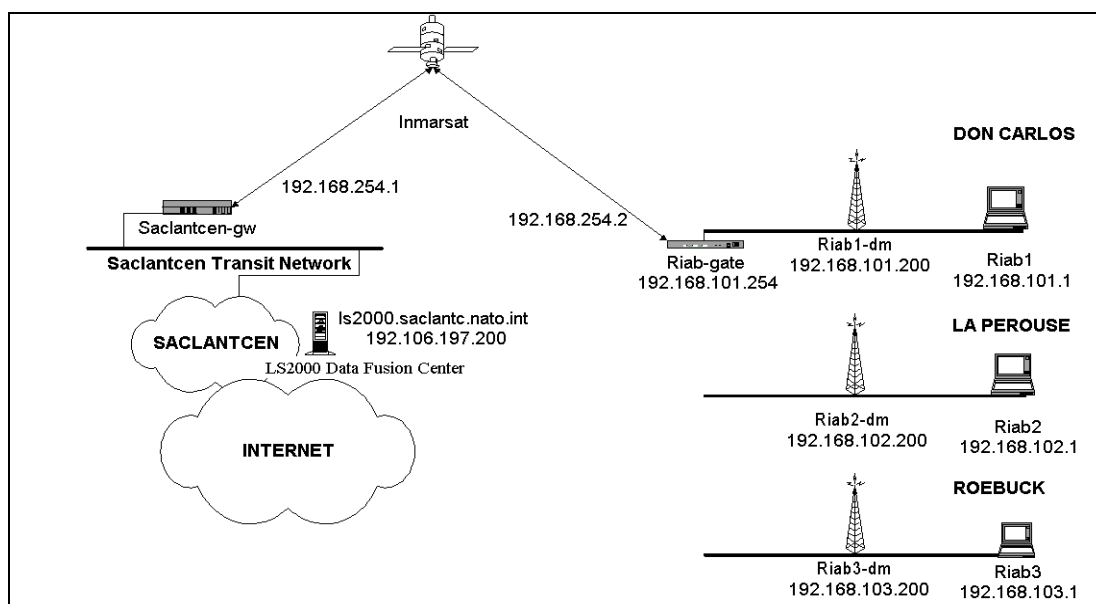 Inmarsat
192.168.254.1
Saclantcen-gw
Saclantcen Transit Network
SACLANTCEN
ls2000.saclantc.nato.int
192.106.197.200
LS2000 Data Fusion Center
INTERNET
192.168.254.2
Riab-gate
192.168.101.254
DON CARLOS
Riab1-dm
192.168.101.200
Riab1
192.168.101.1
LA PEROUSE
Riab2-dm
192.168.102.200
Riab2
192.168.102.1
ROEBUCK
Riab3-dm
192.168.103.200
Riab3
192.168.103.1